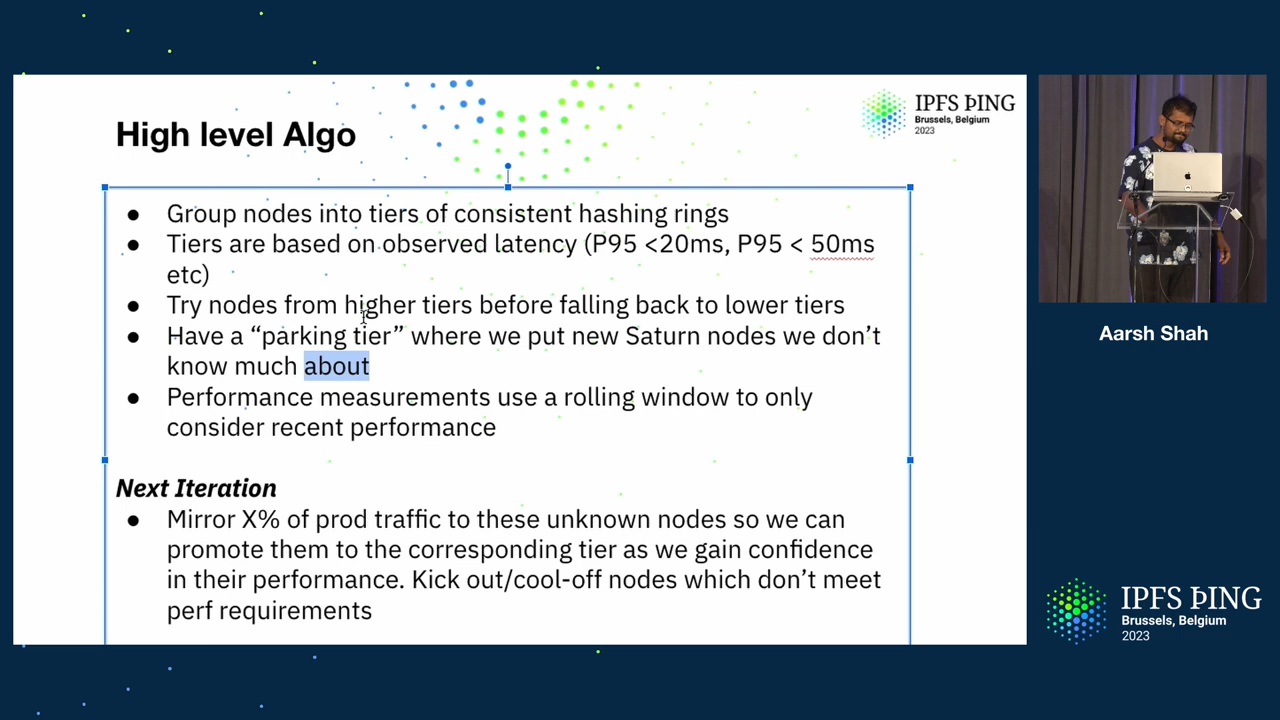 High level Algo
IPFS ÞING
Brussels, Belgium
2023
● Group nodes into tiers of consistent hashing rings
● Tiers are based on observed latency (P95 <20ms, P95 < 50ms
etc)
● Try nodes from higher tiers before falling back to lower tiers
● Have a “parking tier” where we put new Saturn nodes we don’t
know much about
● Performance measurements use a rolling window to only
consider recent performance
Next Iteration
● Mirror X% of prod traffic to these unknown nodes so we can
promote them to the corresponding tier as we gain confidence
in their performance. Kick out/cool-off nodes which don’t meet
perf requirements
Aarsh Shah
IPFS ÞING
Brussels, Belgium
2023